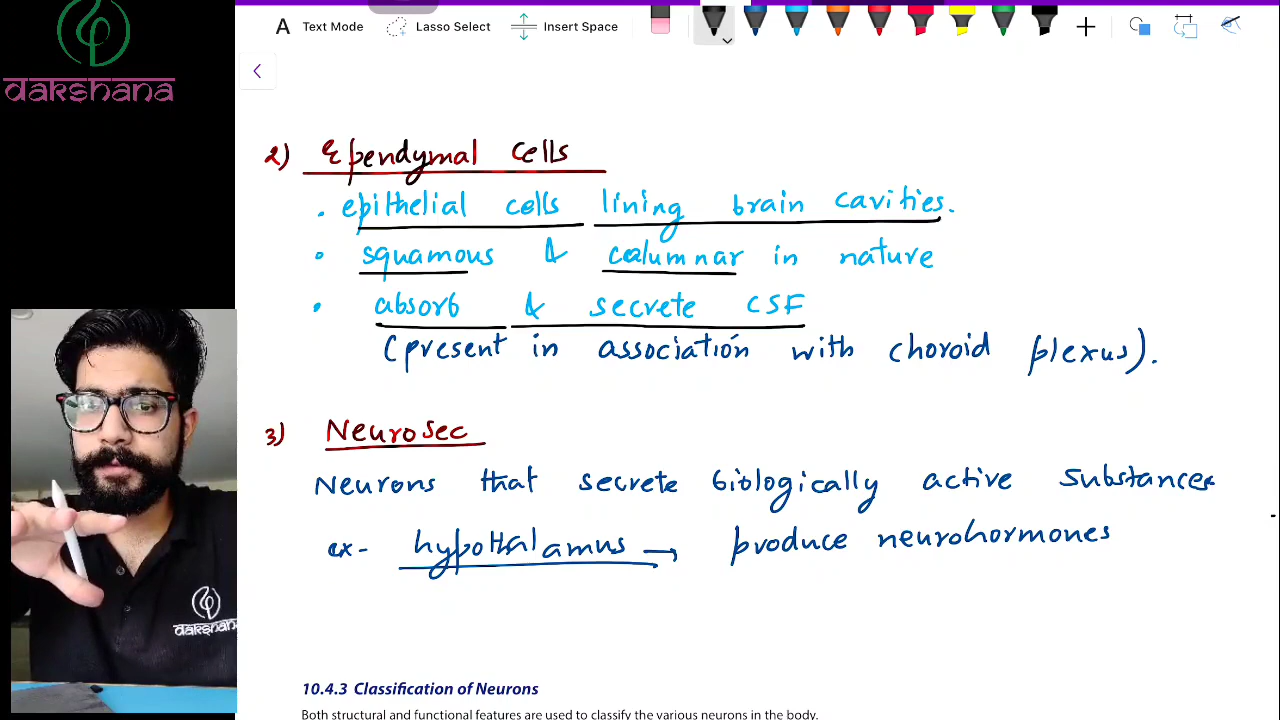 A Text Mode Lasso Select Insert Space
dakshana
2) Ependymal cells
. epithelial cells lining brain cavities.
• squamous & columnar in nature
• absorb & secrete CSF
(present in association with choroid plexus).
3) Neurosec
Neurons that secrete biologically active substances
ex- hypothalamus → produce neurohormones
dakshana
10.4.3 Classification of Neurons
Both structural and functional features are used to classify the various neurons in the body.